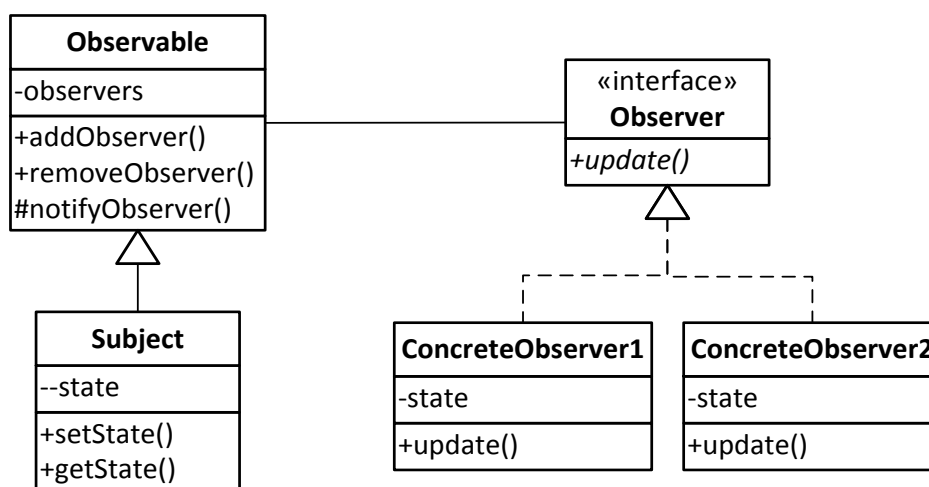 Observable
-observers
+addObserver()
+removeObserver()
#notifyObserver()
«interface»
Observer
+update()
Subject
--state
+setState()
+getState()
ConcreteObserver1
-state
+update()
ConcreteObserver2
-state
+update()